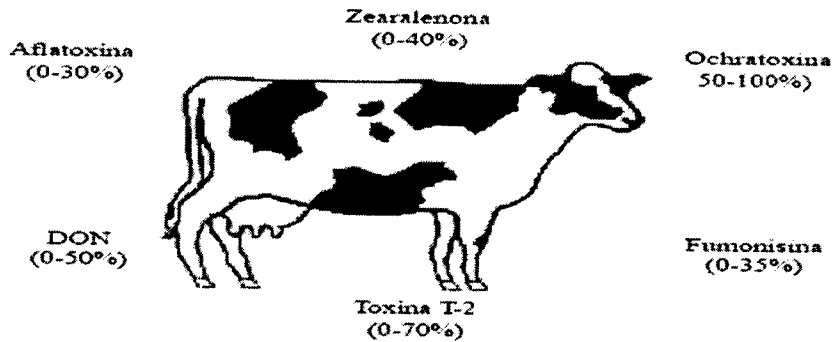 Zearalenona
(0-40%)
Aflatoxina
(0-30%)
Ochratoxina
50-100%)
DON
(0-50%)
Fumonisina
(0-35%)
Toxina T-2
(0-70%)